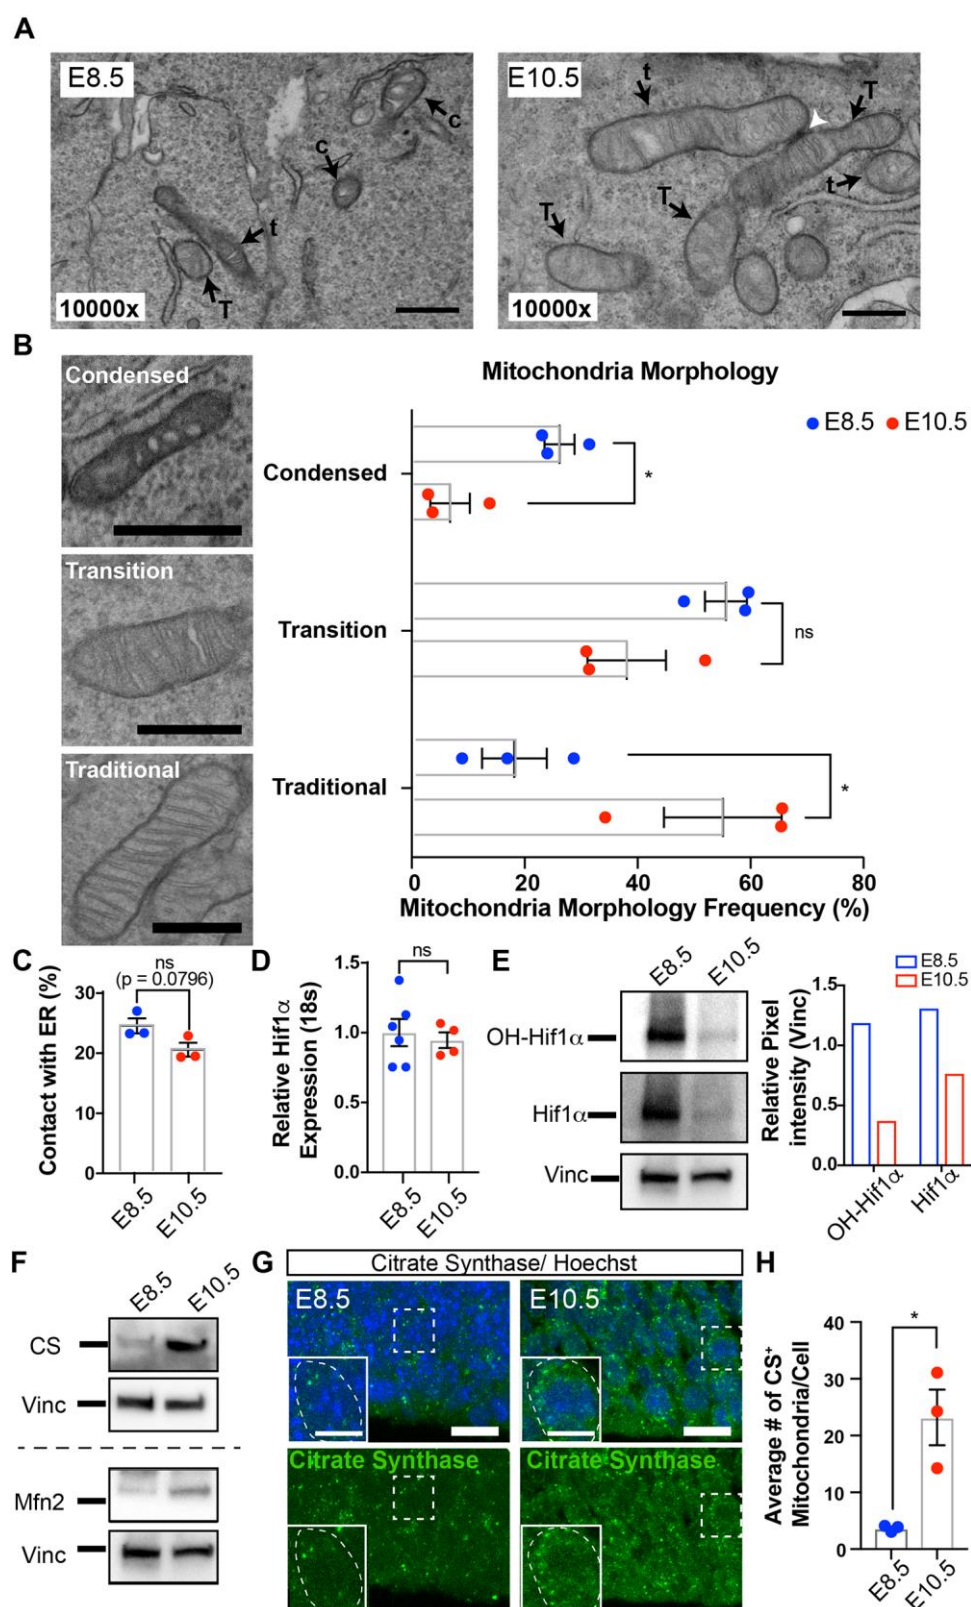 A
E8.5
c
c
t
T
10000x
E10.5
t
T
t
T
T
10000x
B
Condensed
Transition
Traditional
Mitochondria Morphology
E8.5
E10.5
Condensed
*
Transition
ns
Traditional
*
0
20
40
60
80
Mitochondria Morphology Frequency (%)
C
ns
(p = 0.0796)
Contact with ER (%)
30
20
10
0
E8.5
E10.5
D
ns
Relative Hif1α
Expression (18s)
1.5
1.0
0.5
0.0
E8.5
E10.5
E
E8.5
E10.5
OH-Hif1α
Hif1α
Vinc
E8.5
E10.5
Relative Pixel
intensity (Vinc)
1.5
1.0
0.5
0.0
OH-Hif1α
Hif1α
F
E8.5
E10.5
CS
Vinc
Mfn2
Vinc
G
Citrate Synthase/ Hoechst
E8.5
E10.5
Citrate Synthase
Citrate Synthase
H
*
Average # of CS⁺
Mitochondria/Cell
40
30
20
10
0
E8.5
E10.5